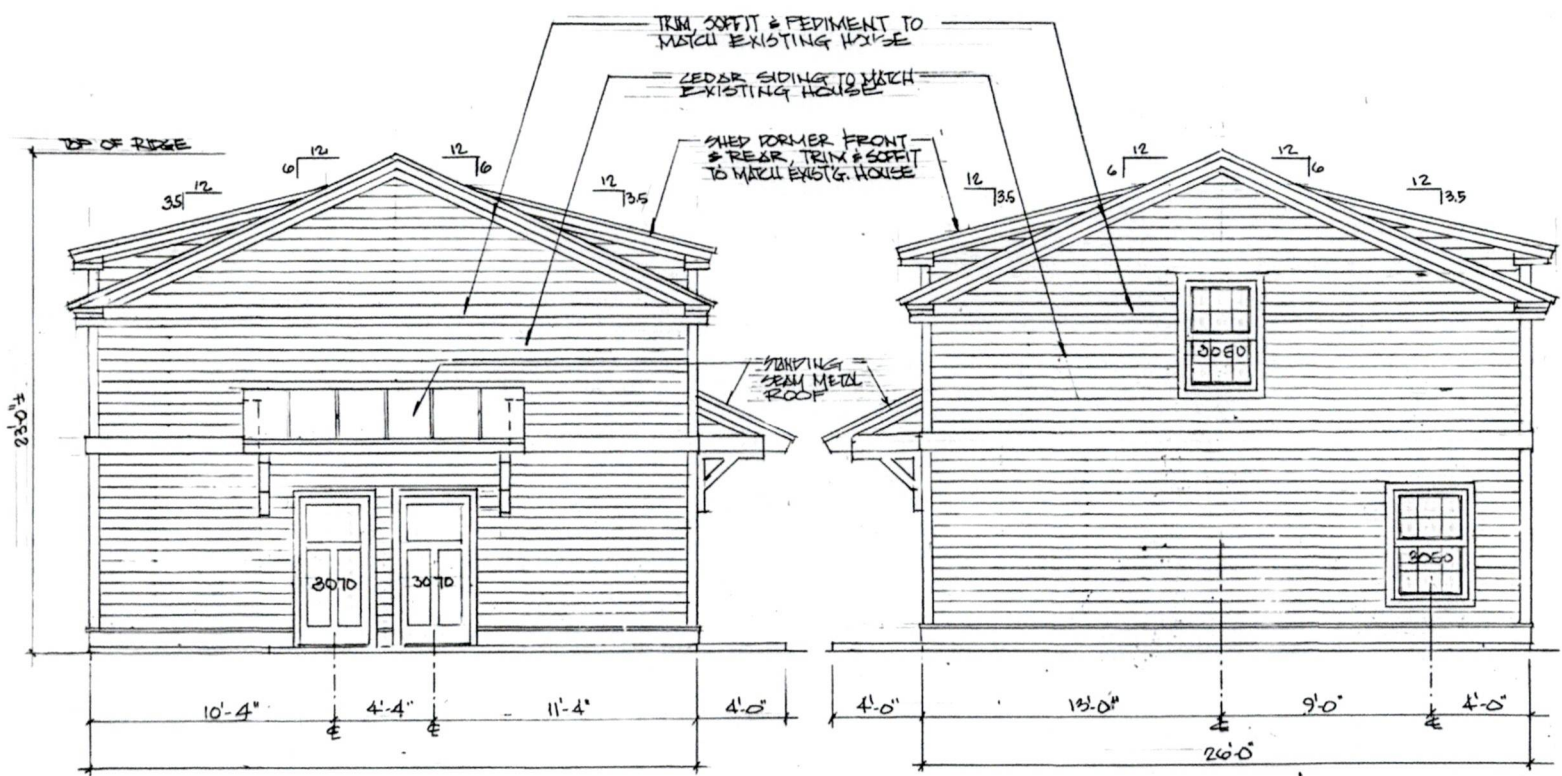 TRIM, SOFFIT & PEDIMENT TO
MATCH EXISTING HOUSE
CEDAR SIDING TO MATCH
EXISTING HOUSE
TOP OF RIDGE
SHED DORMER FRONT
& REAR, TRIM & SOFFIT
TO MATCH EXIST'G. HOUSE
12
6
12
6
12
3.5
12
3.5
12
6
12
6
12
3.5
12
3.5
STANDING
SEAM METAL
ROOF
3050
23'-0"±
3070
3070
3050
10'-4"
4'-4"
11'-4"
4'-0"
4'-0"
13'-0"
9'-0"
4'-0"
26'-0"